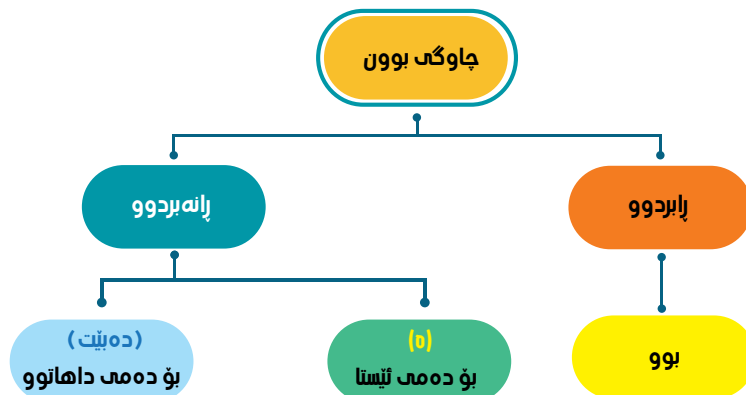 چاوگی بوون
ڕابردوو
ڕانەبردوو
بوو
(ە)
بۆ دەمی ئێستا
(دەبێت)
بۆ دەمی داهاتوو